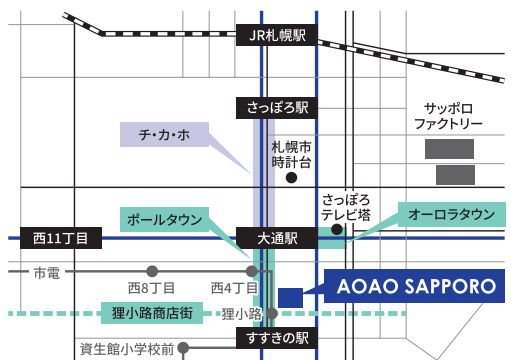 JR札幌駅
さっぽろ駅
サッポロ
ファクトリー
チ・カ・ホ
札幌市
時計台
さっぽろ
テレビ塔
ポールタウン
オーロラタウン
西11丁目
大通駅
市電
西8丁目
西4丁目
AOAO SAPPORO
狸小路商店街
狸小路
すすきの駅
資生館小学校前